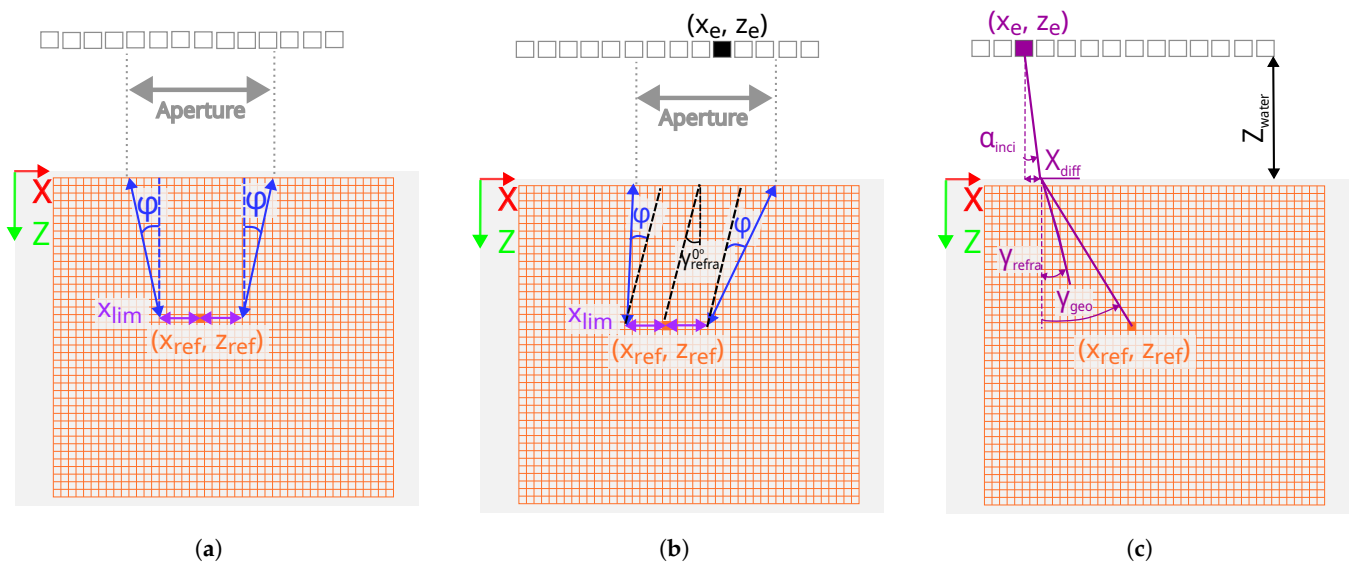 Aperture
X
Z
φ
φ
x_lim
(x_ref, z_ref)
(a)
(x_e, z_e)
Aperture
X
Z
φ
φ
γ_refra^0°
x_lim
(x_ref, z_ref)
(b)
(x_e, z_e)
Z_water
α_inci
X_diff
X
Z
γ_refra
γ_geo
(x_ref, z_ref)
(c)